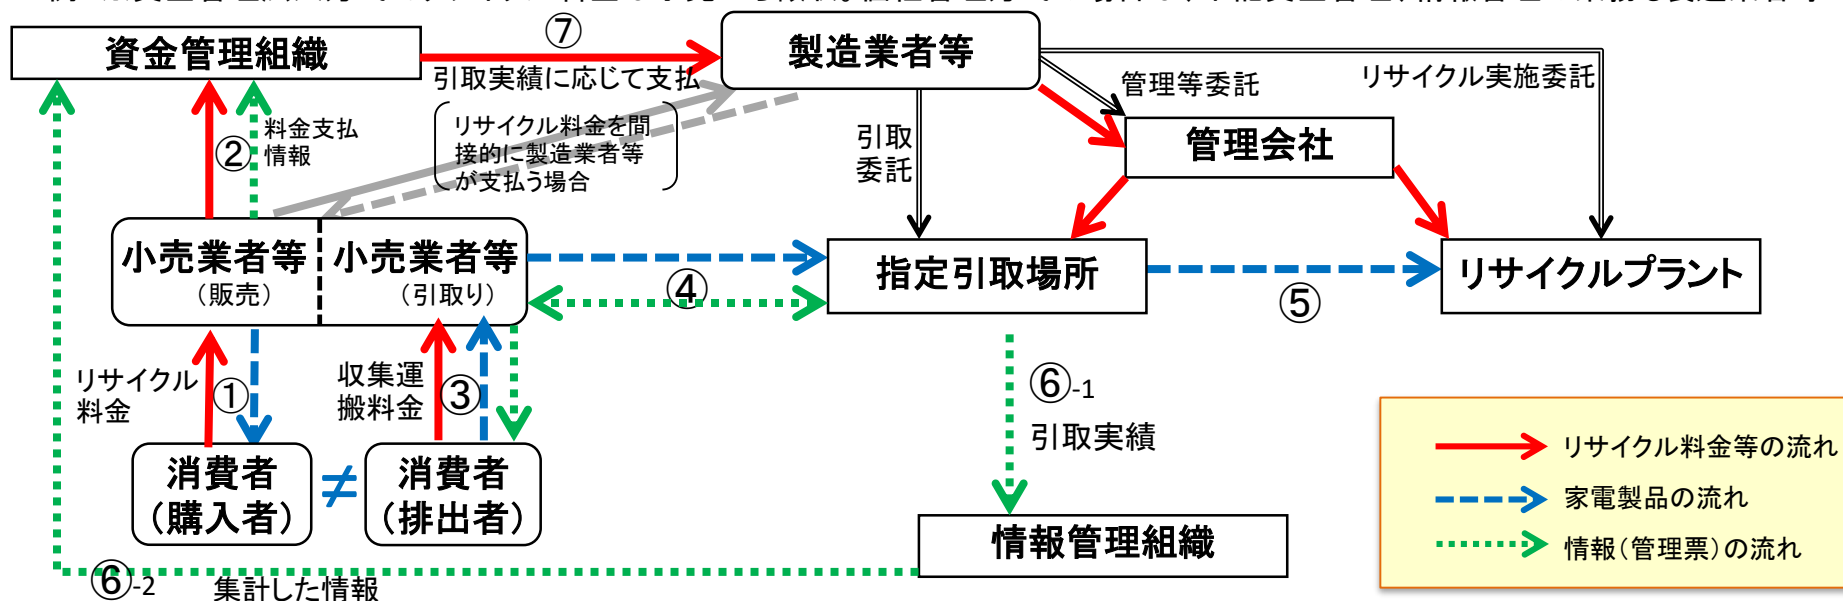 資金管理組織
⑦
製造業者等
引取実績に応じて支払
管理等委託
リサイクル実施委託
②
料金支払
情報
リサイクル料金を間
接的に製造業者等
が支払う場合
引取
委託
管理会社
小売業者等
（販売）
小売業者等
（引取り）
④
指定引取場所
⑤
リサイクルプラント
リサイクル
料金
①
収集運
搬料金
③
⑥-1
引取実績
消費者
（購入者）
≠
消費者
（排出者）
情報管理組織
⑥-2
集計した情報
リサイクル料金等の流れ
家電製品の流れ
情報（管理票）の流れ